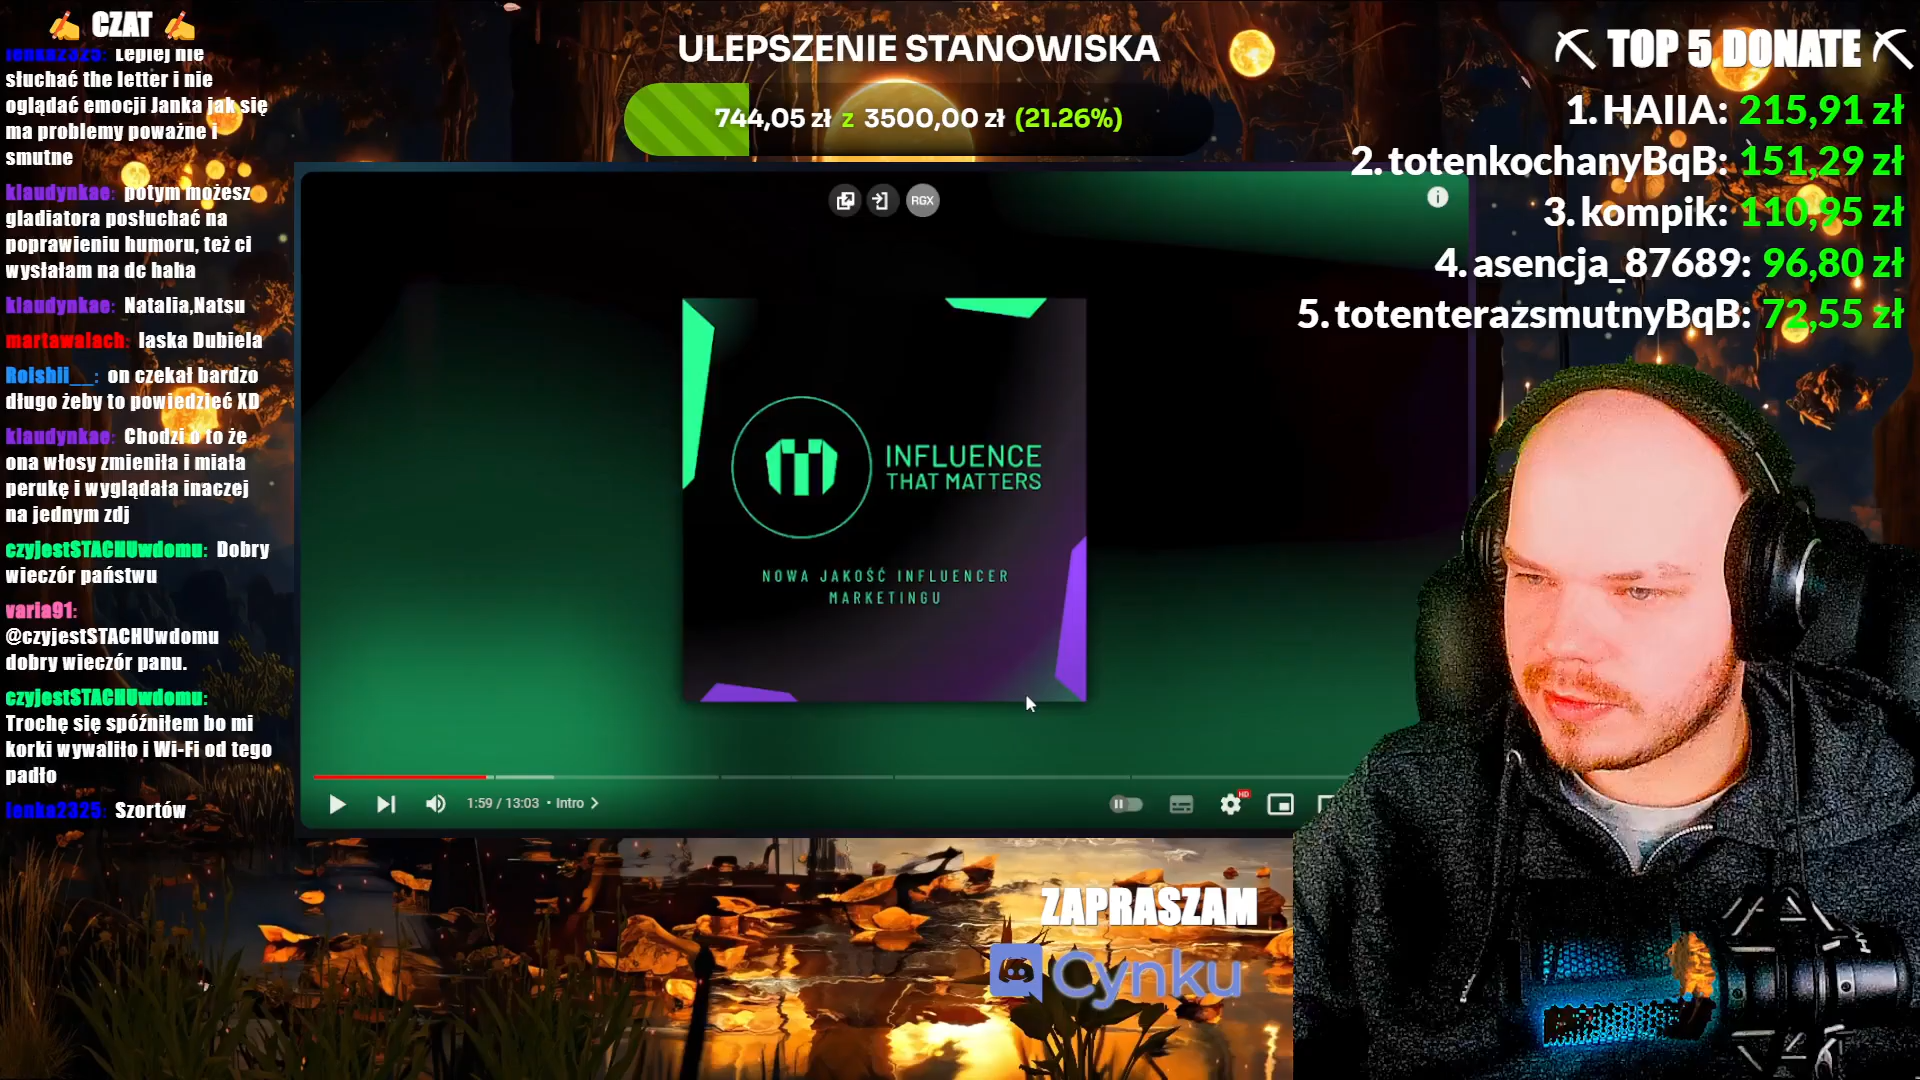 ✍ CZAT ✍
lenka2325: Lepiej nie
słuchać the letter i nie
oglądać emocji Janka jak się
ma problemy poważne i
smutne
klaudynkae: potym możesz
gladiatora posłuchać na
poprawieniu humoru, też ci
wysłałam na dc haha
klaudynkae: Natalia,Natsu
martawalach: laska Dubiela
Roishii__: on czekał bardzo
długo żeby to powiedzieć XD
klaudynkae: Chodzi o to że
ona włosy zmieniła i miała
perukę i wyglądała inaczej
na jednym zdj
czyjestSTACHUwdomu: Dobry
wieczór państwu
varia91:
@czyjestSTACHUwdomu
dobry wieczór panu.
czyjestSTACHUwdomu:
Trochę się spóźniłem bo mi
korki wywaliło i Wi-Fi od tego
padło
lenka2325: Szortów
ULEPSZENIE STANOWISKA
744,05 zł z 3500,00 zł (21.26%)
RGX
INFLUENCE
THAT MATTERS
NOWA JAKOŚĆ INFLUENCER
MARKETINGU
1:59 / 13:03 • Intro
HD
TOP 5 DONATE
1. HAIIA: 215,91 zł
2. totenkochanyBqB: 151,29 zł
3. kompik: 110,95 zł
4. asencja_87689: 96,80 zł
5. totenterazsmutnyBqB: 72,55 zł
ZAPRASZAM
Cynku